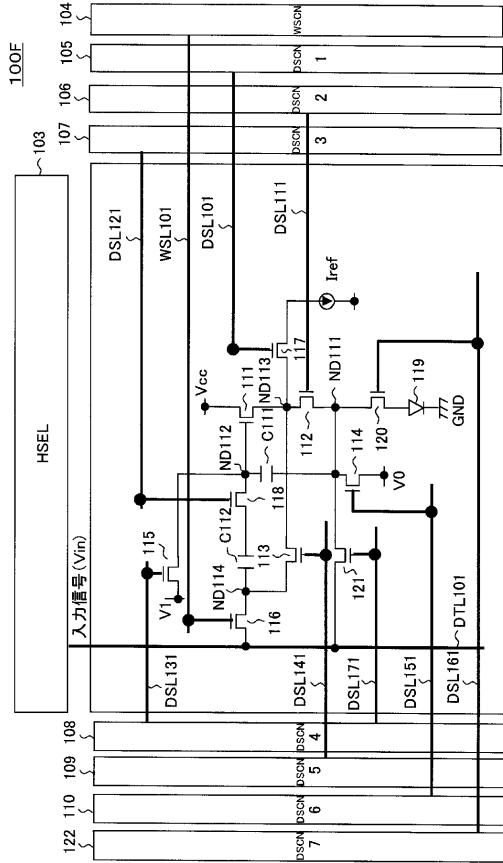 100F
103
HSEL
104
WSCN
105
DSCN
1
106
DSCN
2
107
DSCN
3
入力信号(Vin)
DSL121
WSL101
DSL101
DSL111
Iref
117
Vcc
111
ND113
ND111
ND112
C111
112
119
GND
120
114
V0
118
C112
113
115
V1
ND114
116
121
DTL101
DSL131
DSL141
DSL171
DSL151
DSL161
108
DSCN
4
109
DSCN
5
110
DSCN
6
122
DSCN
7